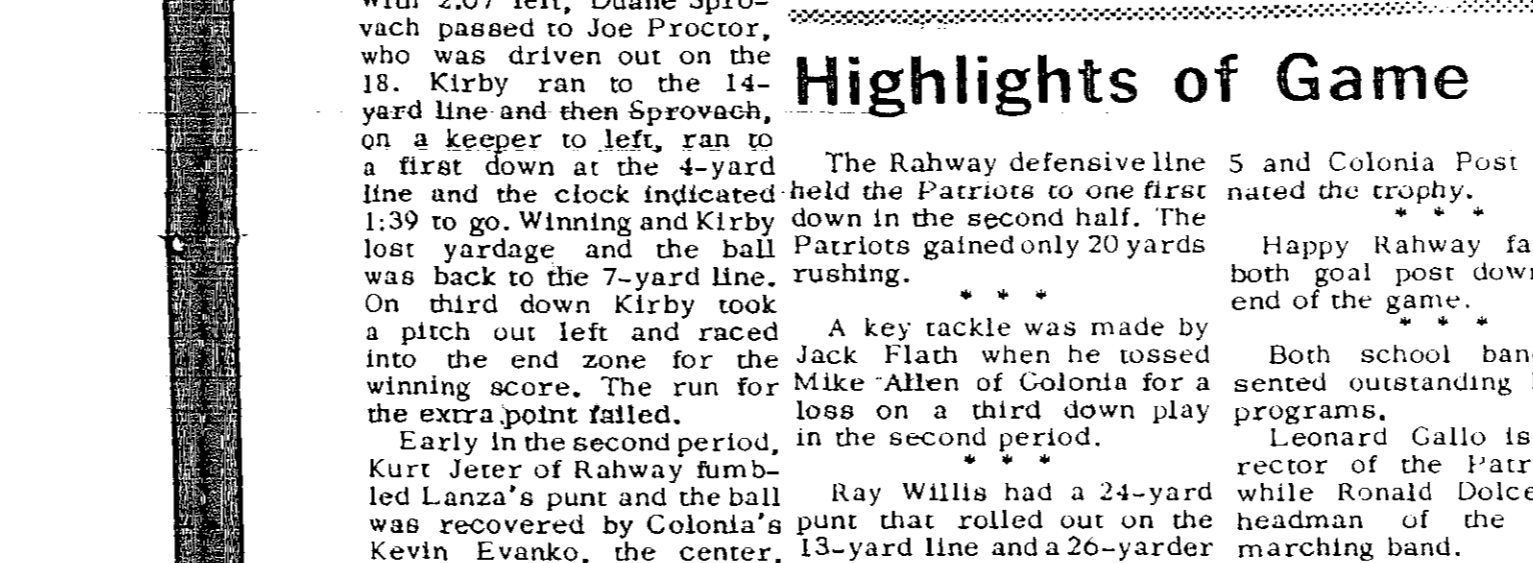 with 2:07 left, Duane Spro-
vach passed to Joe Proctor,
who was driven out on the
18. Kirby ran to the 14-
yard line and then Sprovach,
on a keeper to left, ran to
a first down at the 4-yard
line and the clock indicated
1:39 to go. Winning and Kirby
lost yardage and the ball
was back to the 7-yard line.
On third down Kirby took
a pitch out left and raced
into the end zone for the
winning score. The run for
the extra point failed.
Early in the second period,
Kurt Jeter of Rahway fumb-
led Lanza's punt and the ball
was recovered by Colonia's
Kevin Evanko, the center,
Highlights of Game
The Rahway defensive line
held the Patriots to one first
down in the second half. The
Patriots gained only 20 yards
rushing.
* * *
A key tackle was made by
Jack Flath when he tossed
Mike Allen of Colonia for a
loss on a third down play
in the second period.
* * *
Ray Willis had a 24-yard
punt that rolled out on the
13-yard line and a 26-yarder
5 and Colonia Post
nated the trophy.
* * *
Happy Rahway fa
both goal post down
end of the game.
* * *
Both school ban
sented outstanding
programs.
Leonard Gallo is
rector of the Patr
while Ronald Dolce
headman of the
marching band.